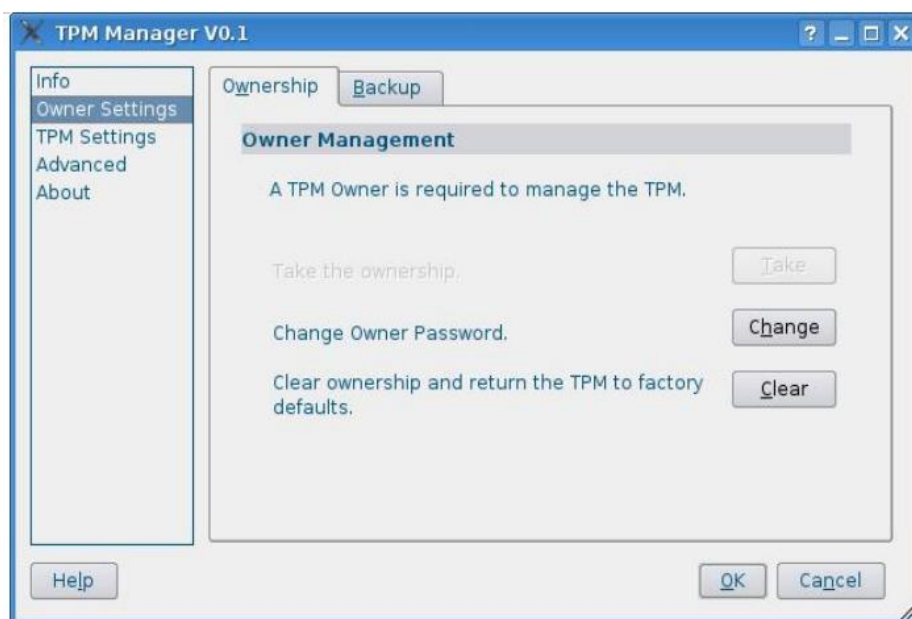 TPM Manager V0.1
Info
Owner Settings
TPM Settings
Advanced
About
Ownership
Backup
Owner Management
A TPM Owner is required to manage the TPM.
Take the ownership.
Take
Change Owner Password.
Change
Clear ownership and return the TPM to factory
defaults.
Clear
Help
OK
Cancel